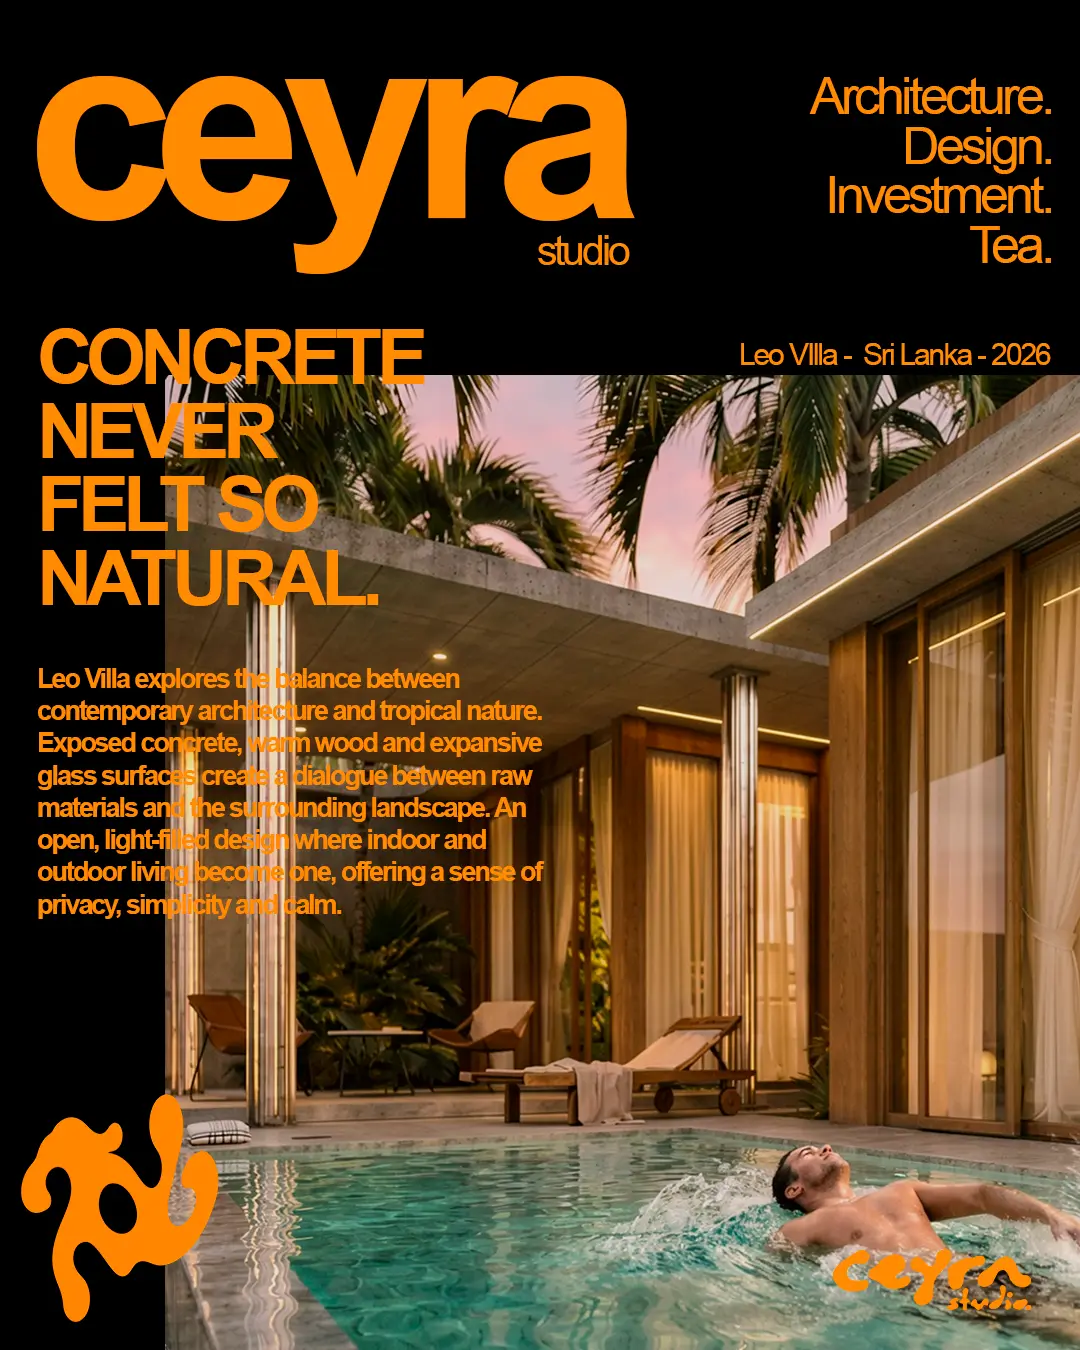 ceyra
studio
Architecture.
Design.
Investment.
Tea.
CONCRETE
NEVER
FELT SO
NATURAL.
Leo VIlla - Sri Lanka - 2026
Leo Villa explores the balance between
contemporary architecture and tropical nature.
Exposed concrete, warm wood and expansive
glass surfaces create a dialogue between raw
materials and the surrounding landscape. An
open, light-filled design where indoor and
outdoor living become one, offering a sense of
privacy, simplicity and calm.
ceyra
studio.